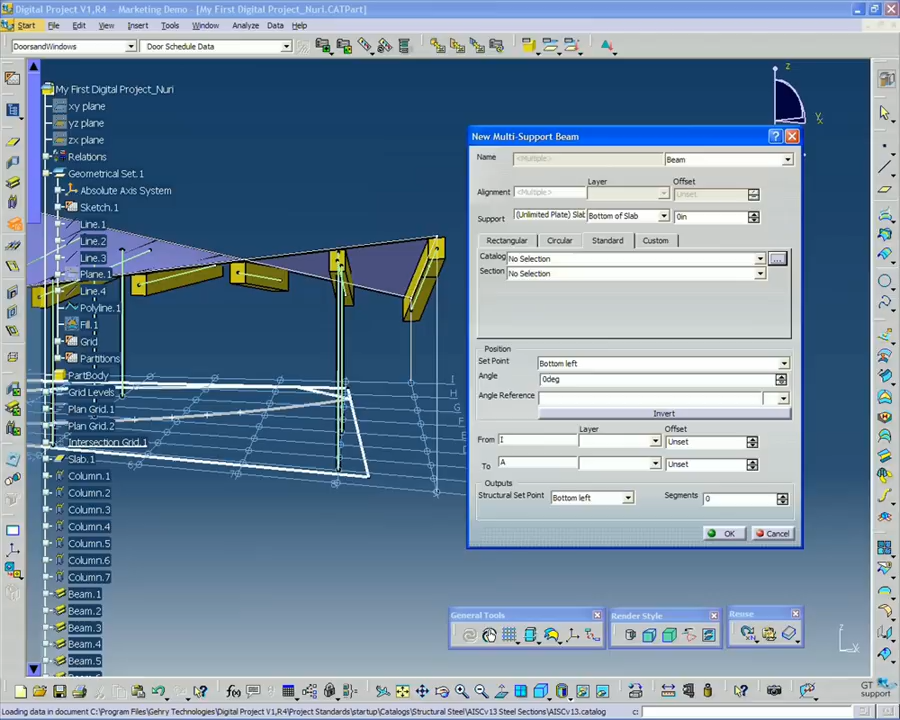 Digital Project V1,R4 - Marketing Demo - [My First Digital Project_Nuri.CATPart]
Start File Edit View Insert Tools Window Analyze Data Help
DoorsandWindows Door Schedule Data
My First Digital Project_Nuri
xy plane
yz plane
zx plane
Relations
Geometrical Set.1
Absolute Axis System
Sketch.1
Line.1
Line.2
Line.3
Plane.1
Line.4
Polyline.1
Fill.1
Grid
Partitions
PartBody
Grid Levels
Plan Grid.1
Plan Grid.2
Intersection Grid.1
Slab.1
Column.1
Column.2
Column.3
Column.4
Column.5
Column.6
Column.7
Beam.1
Beam.2
Beam.3
Beam.4
Beam.5
z
New Multi-Support Beam
Name <Multiple> Beam
Layer Offset
Alignment <Multiple> Unset
Support (Unlimited Plate) Slab Bottom of Slab 0in
Rectangular Circular Standard Custom
Catalog No Selection ...
Section No Selection
Position
Set Point Bottom left
Angle 0deg
Angle Reference
Invert
Layer Offset
From I Unset
To A Unset
Outputs
Structural Set Point Bottom left Segments 0
OK Cancel
General Tools Render Style Reuse
GT
support
Loading data in document C:\Program Files\Gehry Technologies\Digital Project V1,R4\Project Standards\startup\Catalogs\Structural Steel\AISCv13 Steel Sections\AISCv13.catalog c: